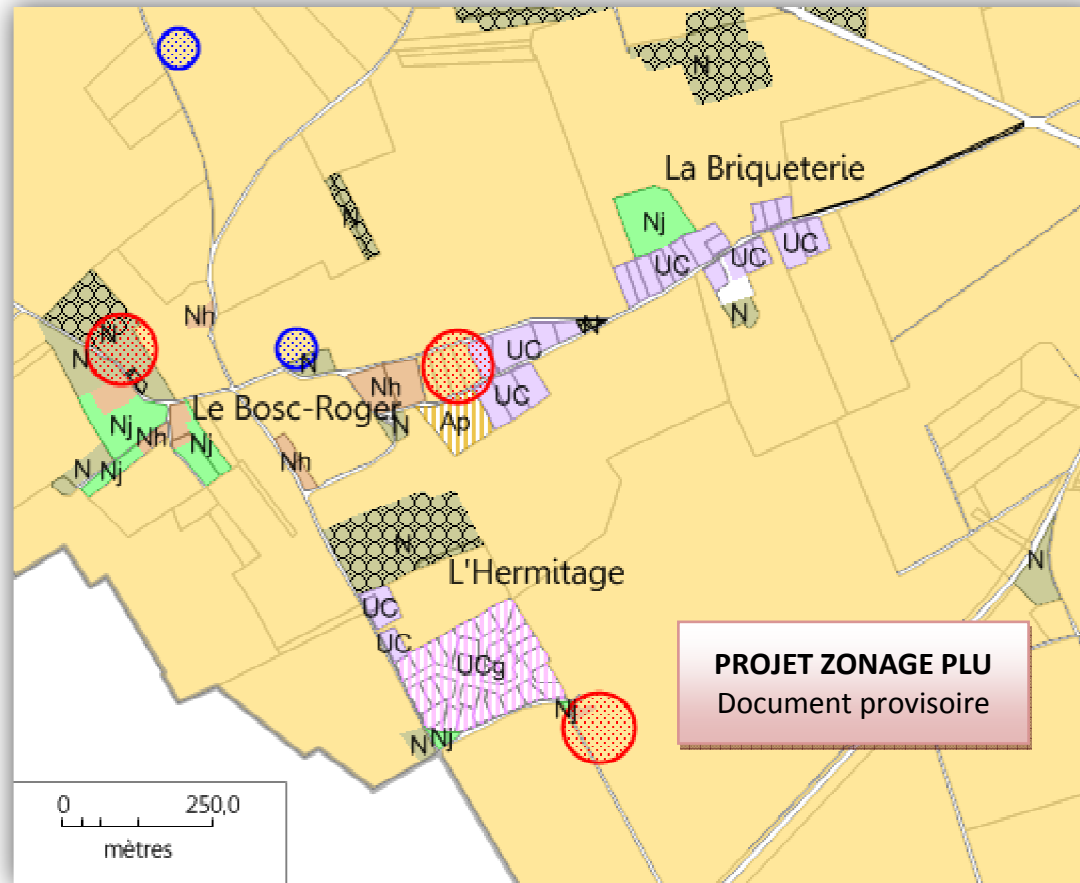 N
La Briqueterie
N
Nj
UC
UC
UC
N
Nh
N
N
N
N
UC
Nh
UC
Le Bosc-Roger
Ap
N
Nj
Nh
Nj
N
Nj
Nh
N
L'Hermitage
N
UC
UC
UCg
PROJET ZONAGE PLU
Document provisoire
Nj
N
Nj
0 250,0
mètres